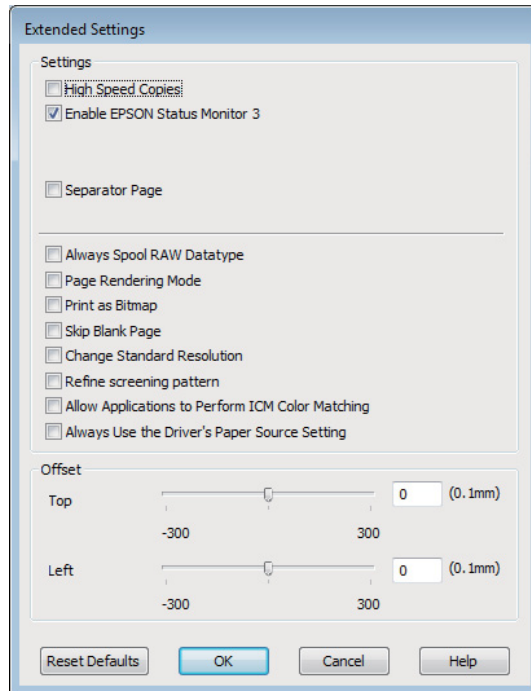 Extended Settings
Settings
High Speed Copies
Enable EPSON Status Monitor 3
Separator Page
Always Spool RAW Datatype
Page Rendering Mode
Print as Bitmap
Skip Blank Page
Change Standard Resolution
Refine screening pattern
Allow Applications to Perform ICM Color Matching
Always Use the Driver's Paper Source Setting
Offset
Top 0 (0.1mm)
-300 300
Left 0 (0.1mm)
-300 300
Reset Defaults OK Cancel Help